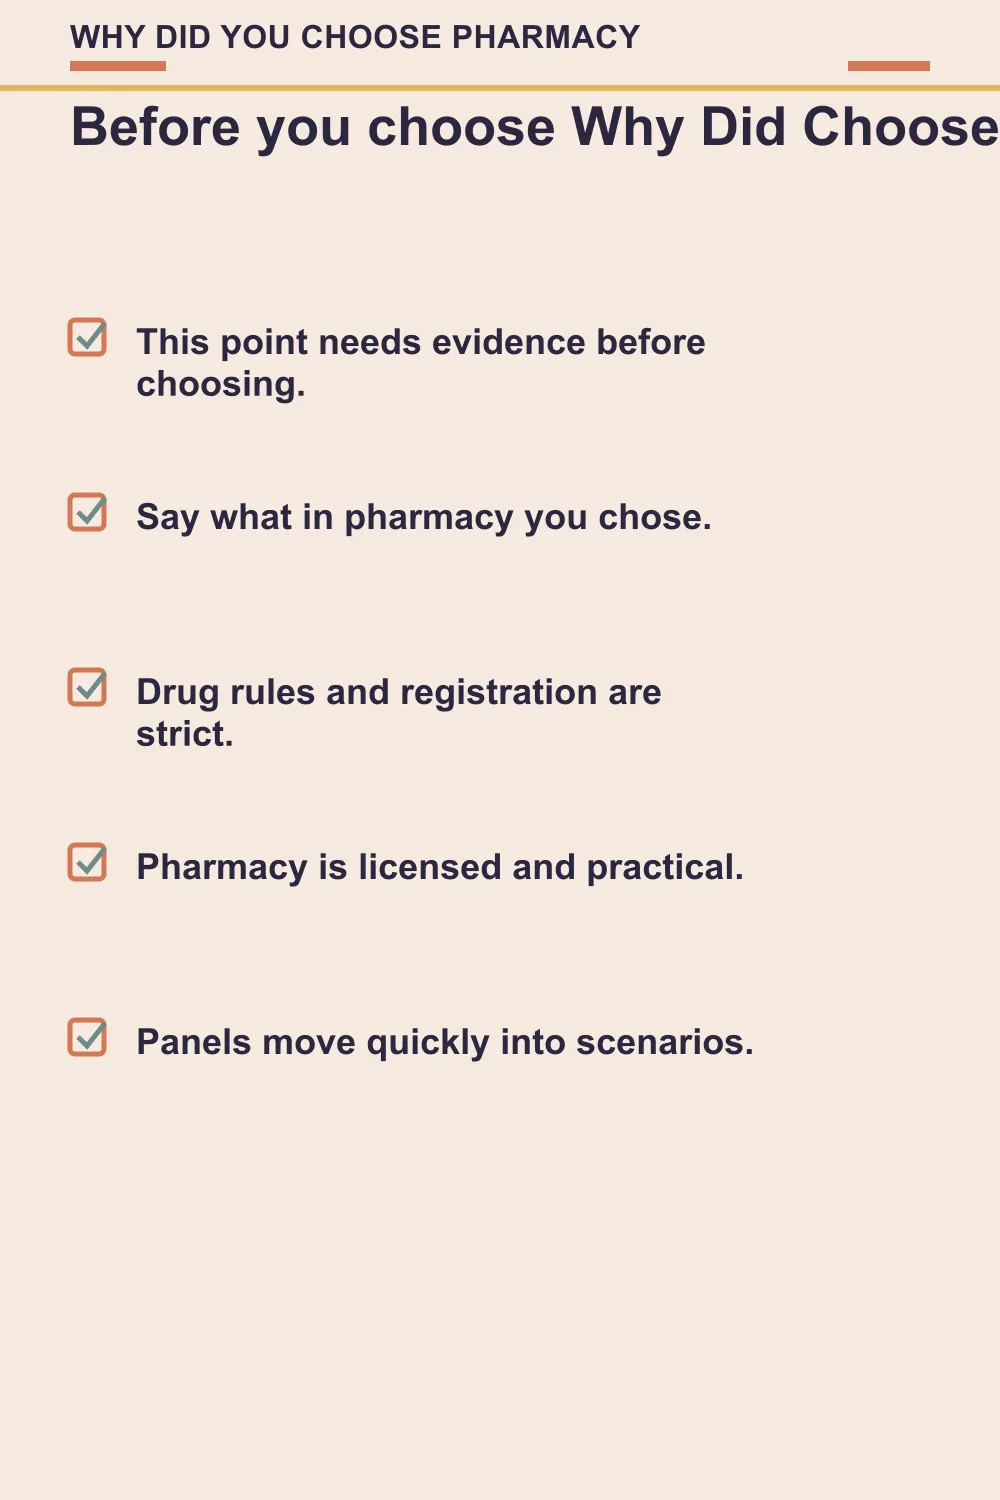 WHY DID YOU CHOOSE PHARMACY
Before you choose Why Did Choose
This point needs evidence before
choosing.
Say what in pharmacy you chose.
Drug rules and registration are
strict.
Pharmacy is licensed and practical.
Panels move quickly into scenarios.